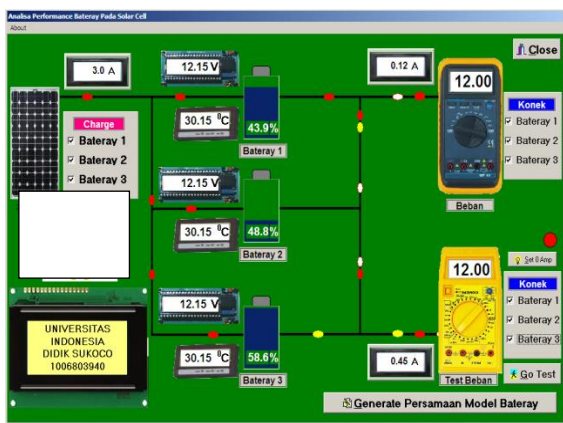 Analisa Performance Bateray Pada Solar Cell
About
Close
3.0 A
12.15 V
0.12 A
12.00
Charge
Bateray 1
Bateray 2
Bateray 3
30.15 ⁰C
43.9%
Bateray 1
Konek
Bateray 1
Bateray 2
Bateray 3
Beban
12.15 V
30.15 ⁰C
48.8%
Bateray 2
Set 0 Amp
12.00
Konek
Bateray 1
Bateray 2
Bateray 3
12.15 V
30.15 ⁰C
58.6%
Bateray 3
UNIVERSITAS
INDONESIA
DIDIK SUKOCO
1006803940
0.45 A
Test Beban
Go Test
Generate Persamaan Model Bateray